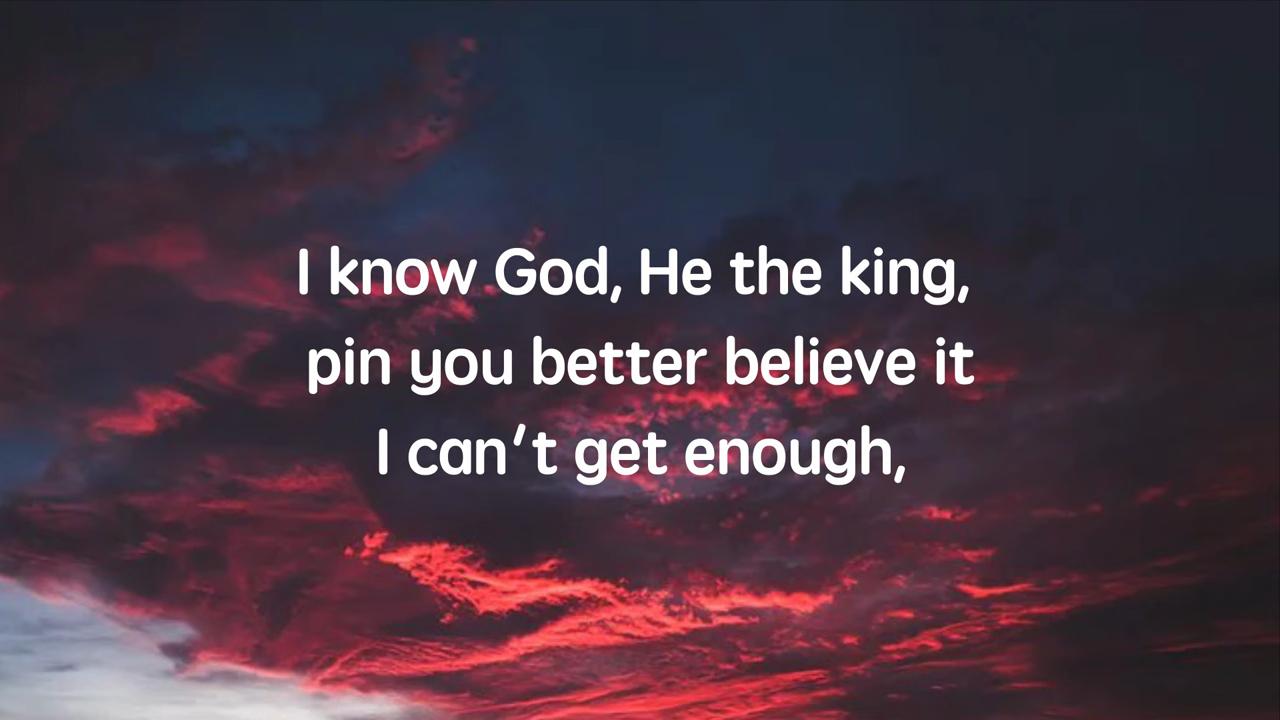 I know God, He the king,
pin you better believe it
I can't get enough,